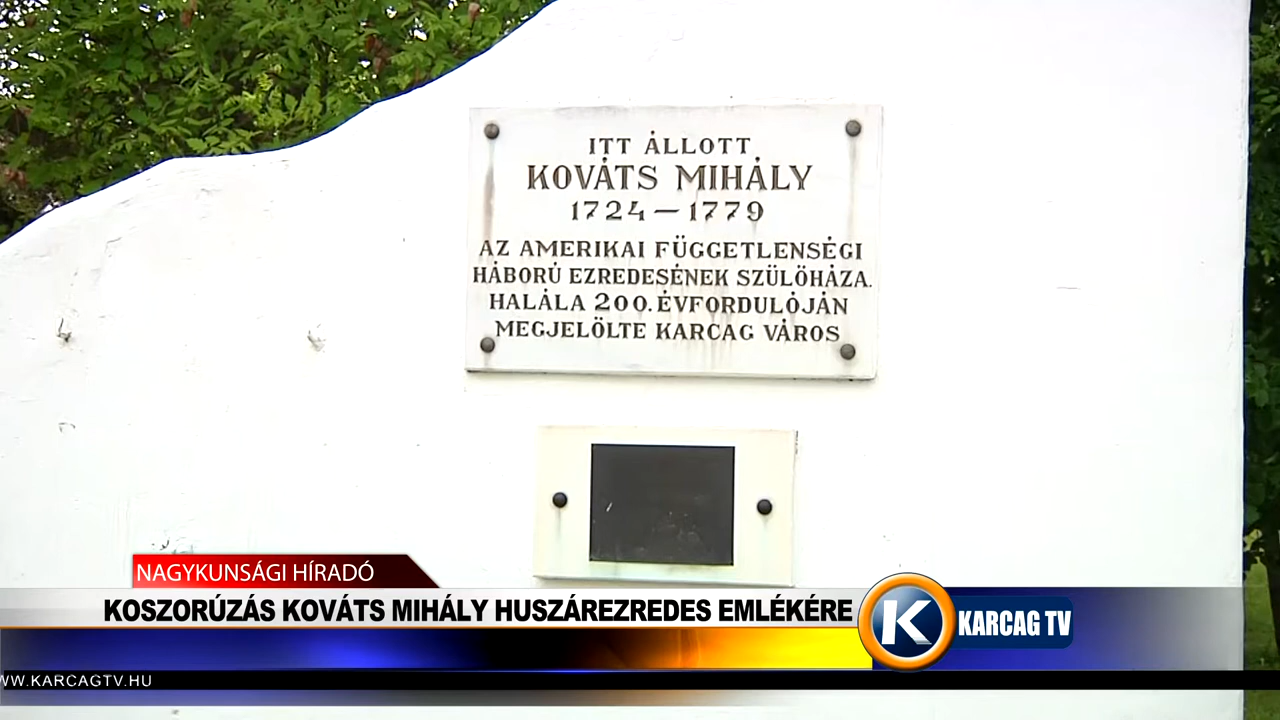 ITT ÁLLOTT
KOVÁTS MIHÁLY
1724 – 1779
AZ AMERIKAI FÜGGETLENSÉGI
HÁBORÚ EZREDESÉNEK SZÜLŐHÁZA.
HALÁLA 200. ÉVFORDULÓJÁN
MEGJELÖLTE KARCAG VÁROS
NAGYKUNSÁGI HÍRADÓ
KOSZORÚZÁS KOVÁTS MIHÁLY HUSZÁREZREDES EMLÉKÉRE
K KARCAG TV
WW.KARCAGTV.HU